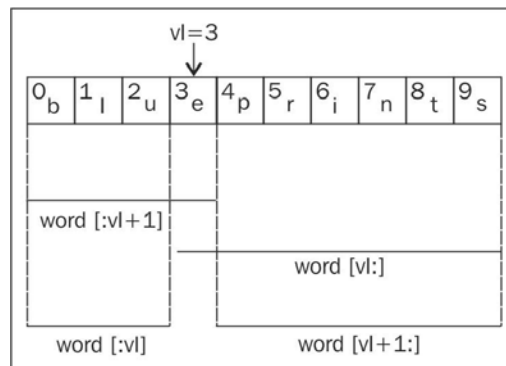 vl=3
0b 1l 2u 3e 4p 5r 6i 7n 8t 9s
word [:vl+1]
word [vl:]
word [:vl] word [vl+1:]